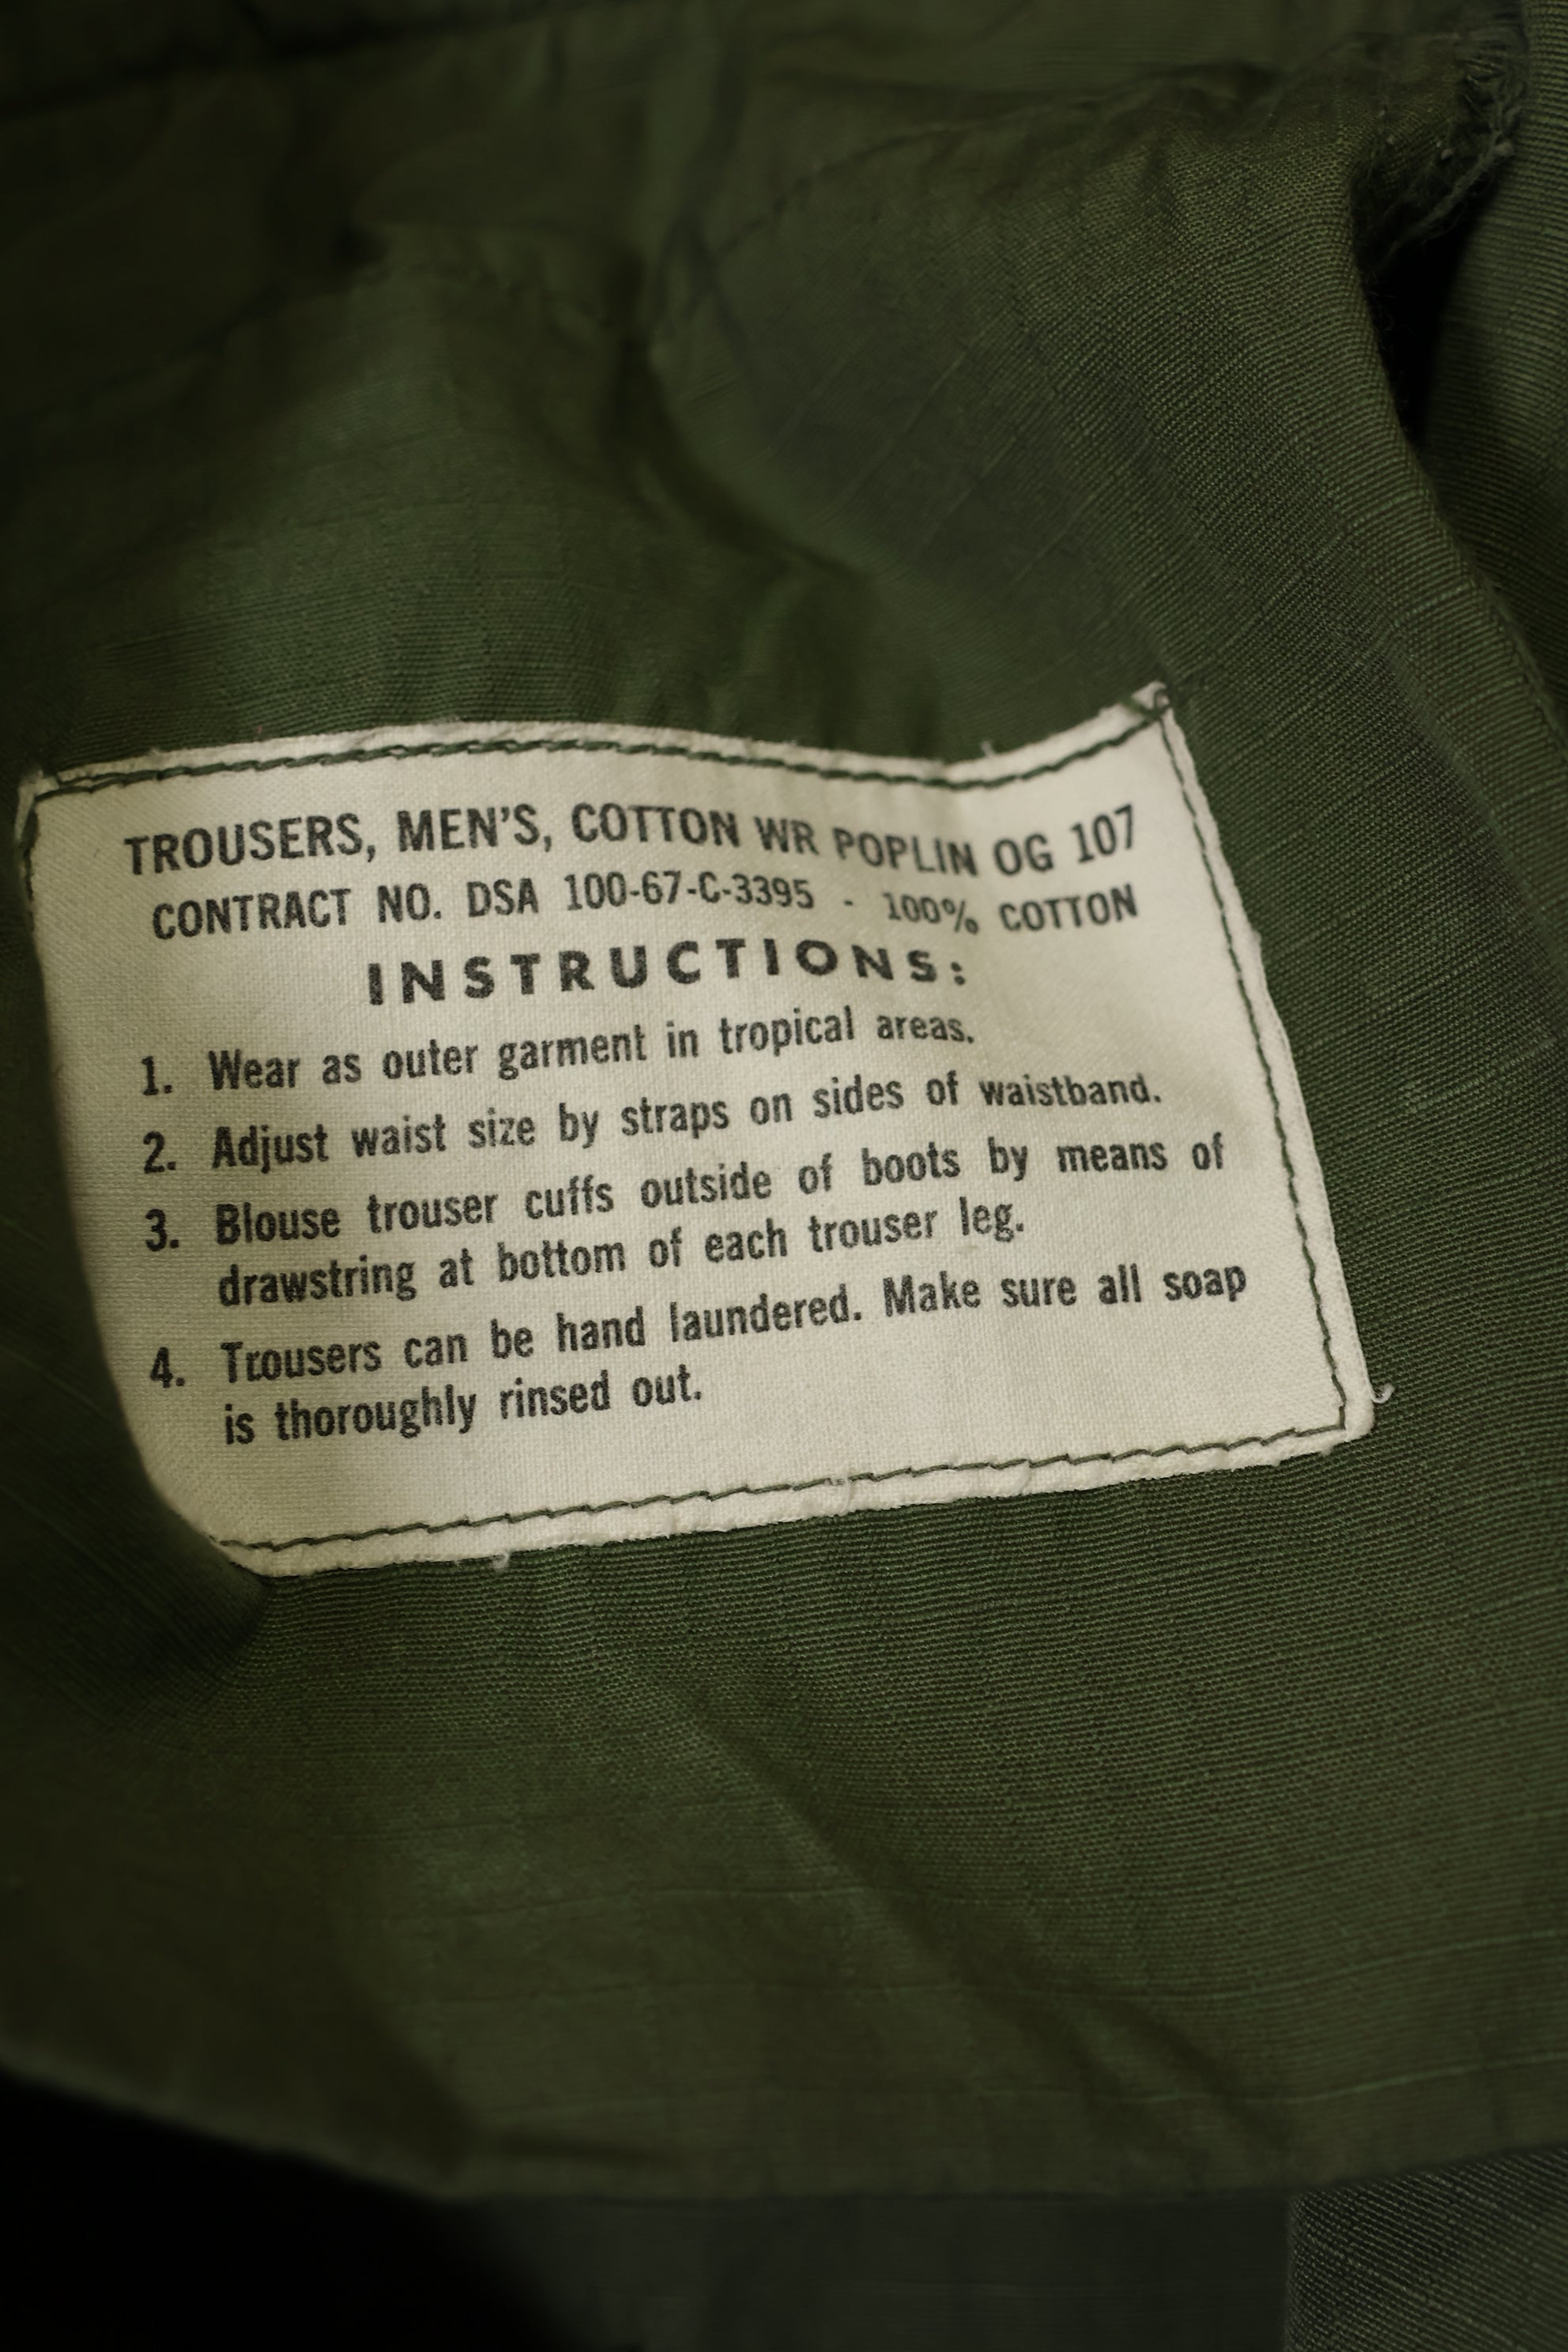 TROUSERS, MEN'S, COTTON WR POPLIN OG 107
CONTRACT NO. DSA 100-67-C-3395 - 100% COTTON
INSTRUCTIONS:
1. Wear as outer garment in tropical areas.
2. Adjust waist size by straps on sides of waistband.
3. Blouse trouser cuffs outside of boots by means of
drawstring at bottom of each trouser leg.
4. Trousers can be hand laundered. Make sure all soap
is thoroughly rinsed out.